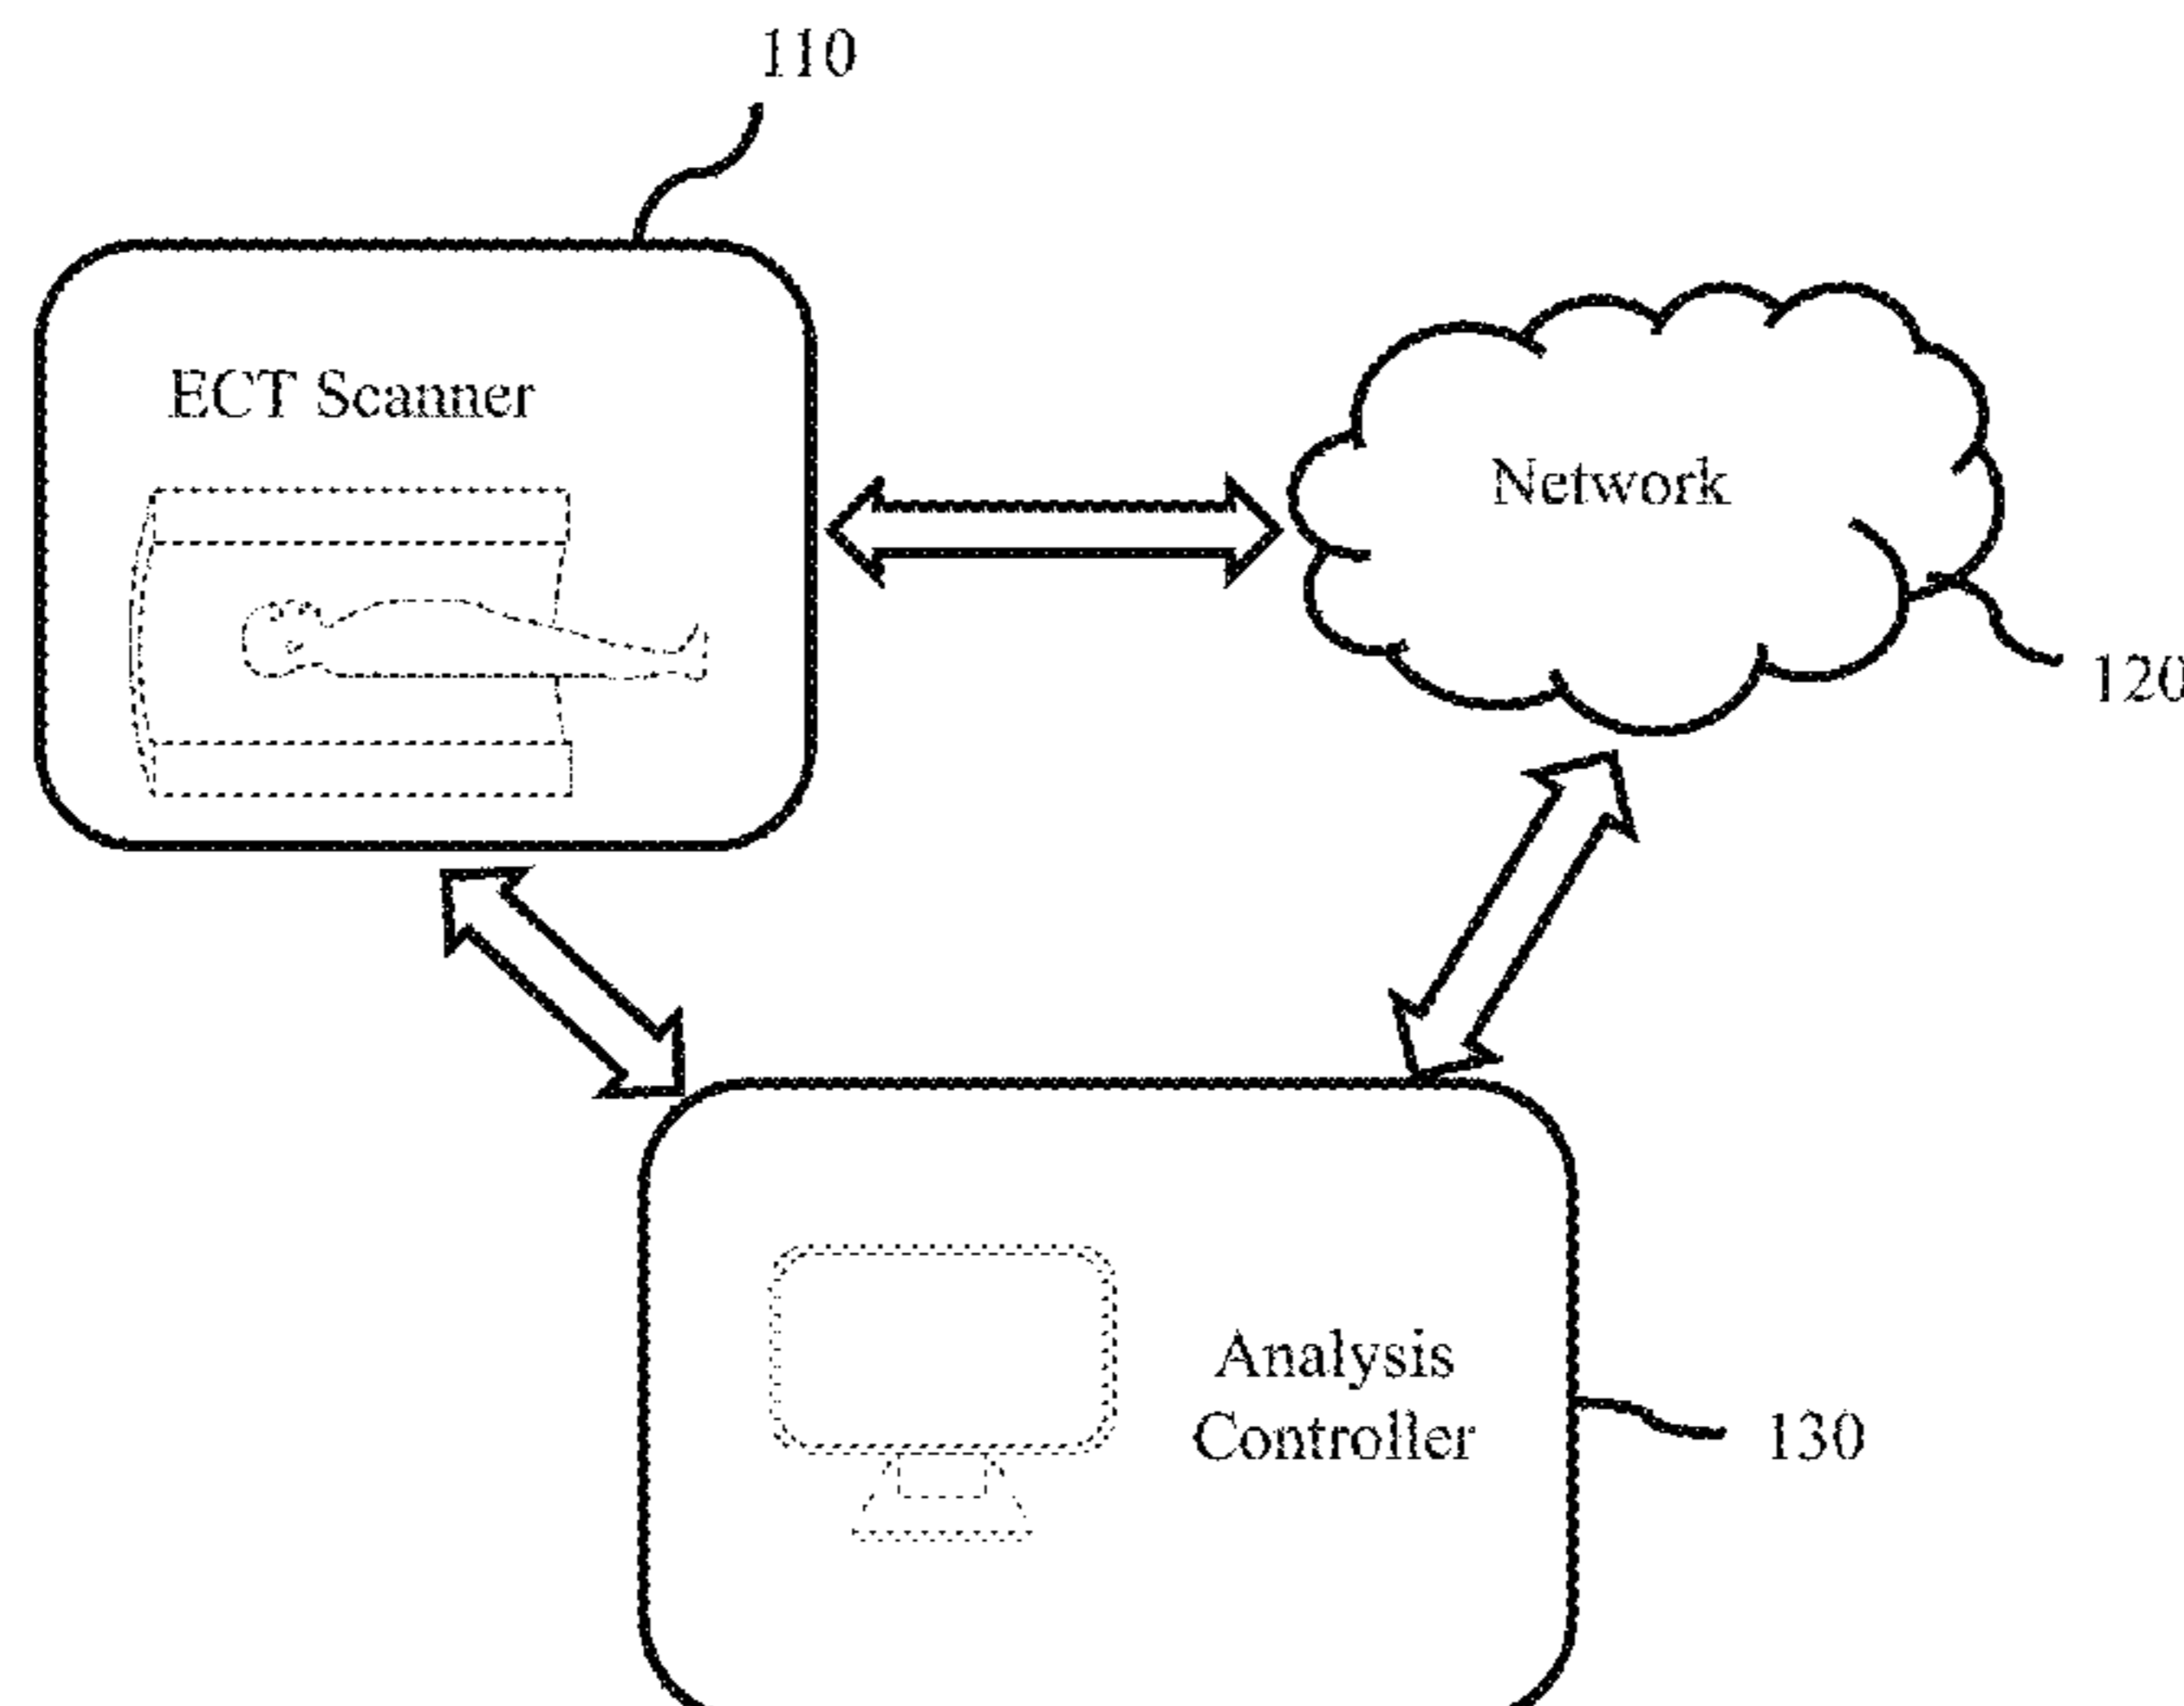 110
ECT Scanner
Network
120
Analysis
Controller
130